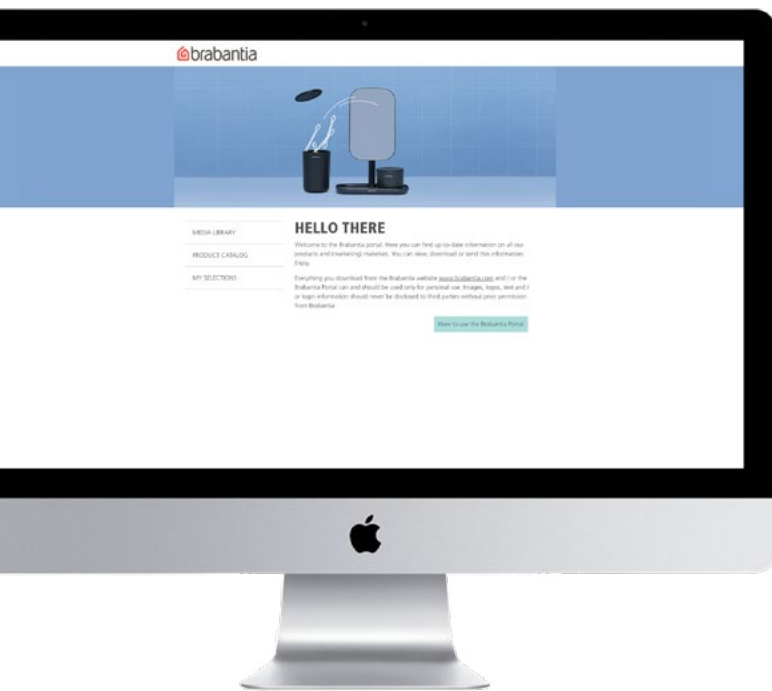 brabantia
MEDIA LIBRARY
PRODUCT CATALOG
MY SELECTIONS
HELLO THERE
Welcome to the Brabantia portal. Here you can find up-to-date information on all our
products and (marketing) materials. You can view, download or send this information
freely.
Everything you download from the Brabantia website www.brabantia.com and / or the
Brabantia Portal can and should be used only for personal use. Images, logos, text and /
or login information should never be disclosed to third parties without prior permission
from Brabantia.
How to use the Brabantia Portal